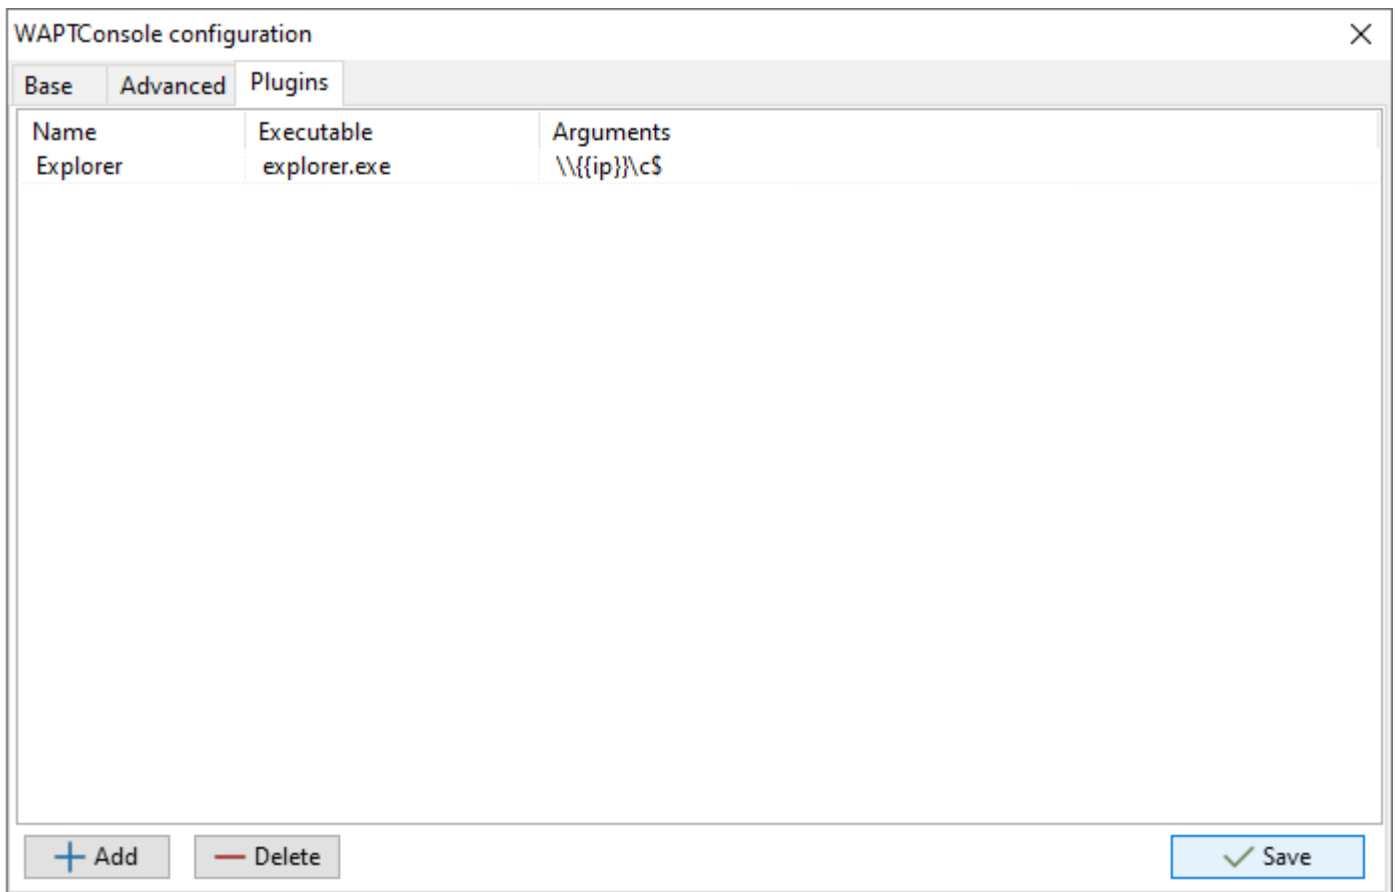 WAPTConsole configuration
Base Advanced Plugins
Name Executable Arguments
Explorer explorer.exe \\{{ip}}\c$
Add Delete Save